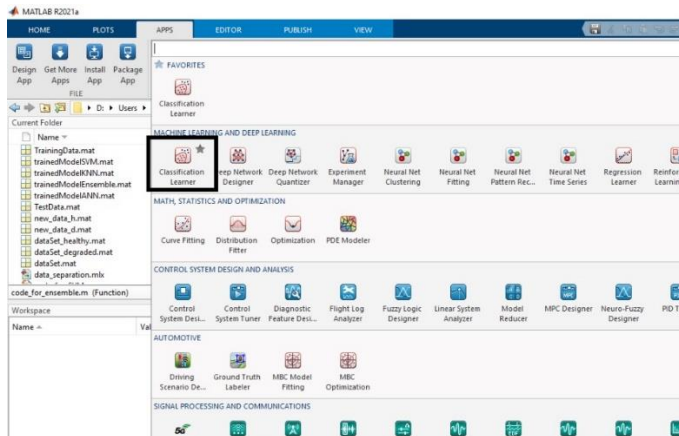 MATLAB R2021a
HOME PLOTS APPS EDITOR PUBLISH VIEW
Design App
Get More Apps
Install App
Package App
FILE
D: Users
Current Folder
Name
TrainingData.mat
trainedModelSVM.mat
trainedModelKNN.mat
trainedModelEnsemble.mat
trainedModelANN.mat
TestData.mat
new_data_h.mat
new_data_d.mat
dataSet_healthy.mat
dataSet_degraded.mat
dataSet.mat
data_separation.mlx
code_for_ensemble.m (Function)
Workspace
Name Val
FAVORITES
Classification Learner
MACHINE LEARNING AND DEEP LEARNING
Classification Learner
eep Network Designer
Deep Network Quantizer
Experiment Manager
Neural Net Clustering
Neural Net Fitting
Neural Net Pattern Rec...
Neural Net Time Series
Regression Learner
Reinfor Learnin
MATH, STATISTICS AND OPTIMIZATION
Curve Fitting
Distribution Fitter
Optimization
PDE Modeler
CONTROL SYSTEM DESIGN AND ANALYSIS
Control System Desi...
Control System Tuner
Diagnostic Feature Desi...
Flight Log Analyzer
Fuzzy Logic Designer
Linear System Analyzer
Model Reducer
MPC Designer
Neuro-Fuzzy Designer
PID T
AUTOMOTIVE
Driving Scenario De...
Ground Truth Labeler
MBC Model Fitting
MBC Optimization
SIGNAL PROCESSING AND COMMUNICATIONS
5G